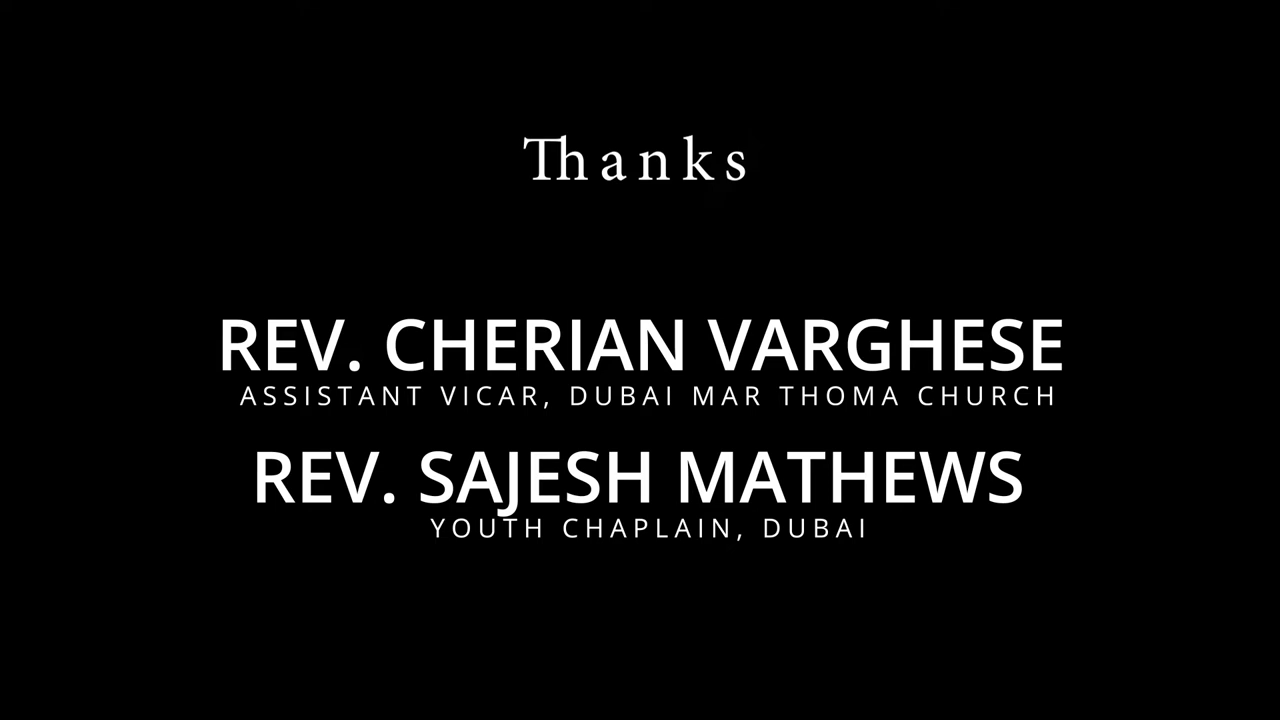 Thanks
REV. CHERIAN VARGHESE
ASSISTANT VICAR, DUBAI MAR THOMA CHURCH
REV. SAJESH MATHEWS
YOUTH CHAPLAIN, DUBAI